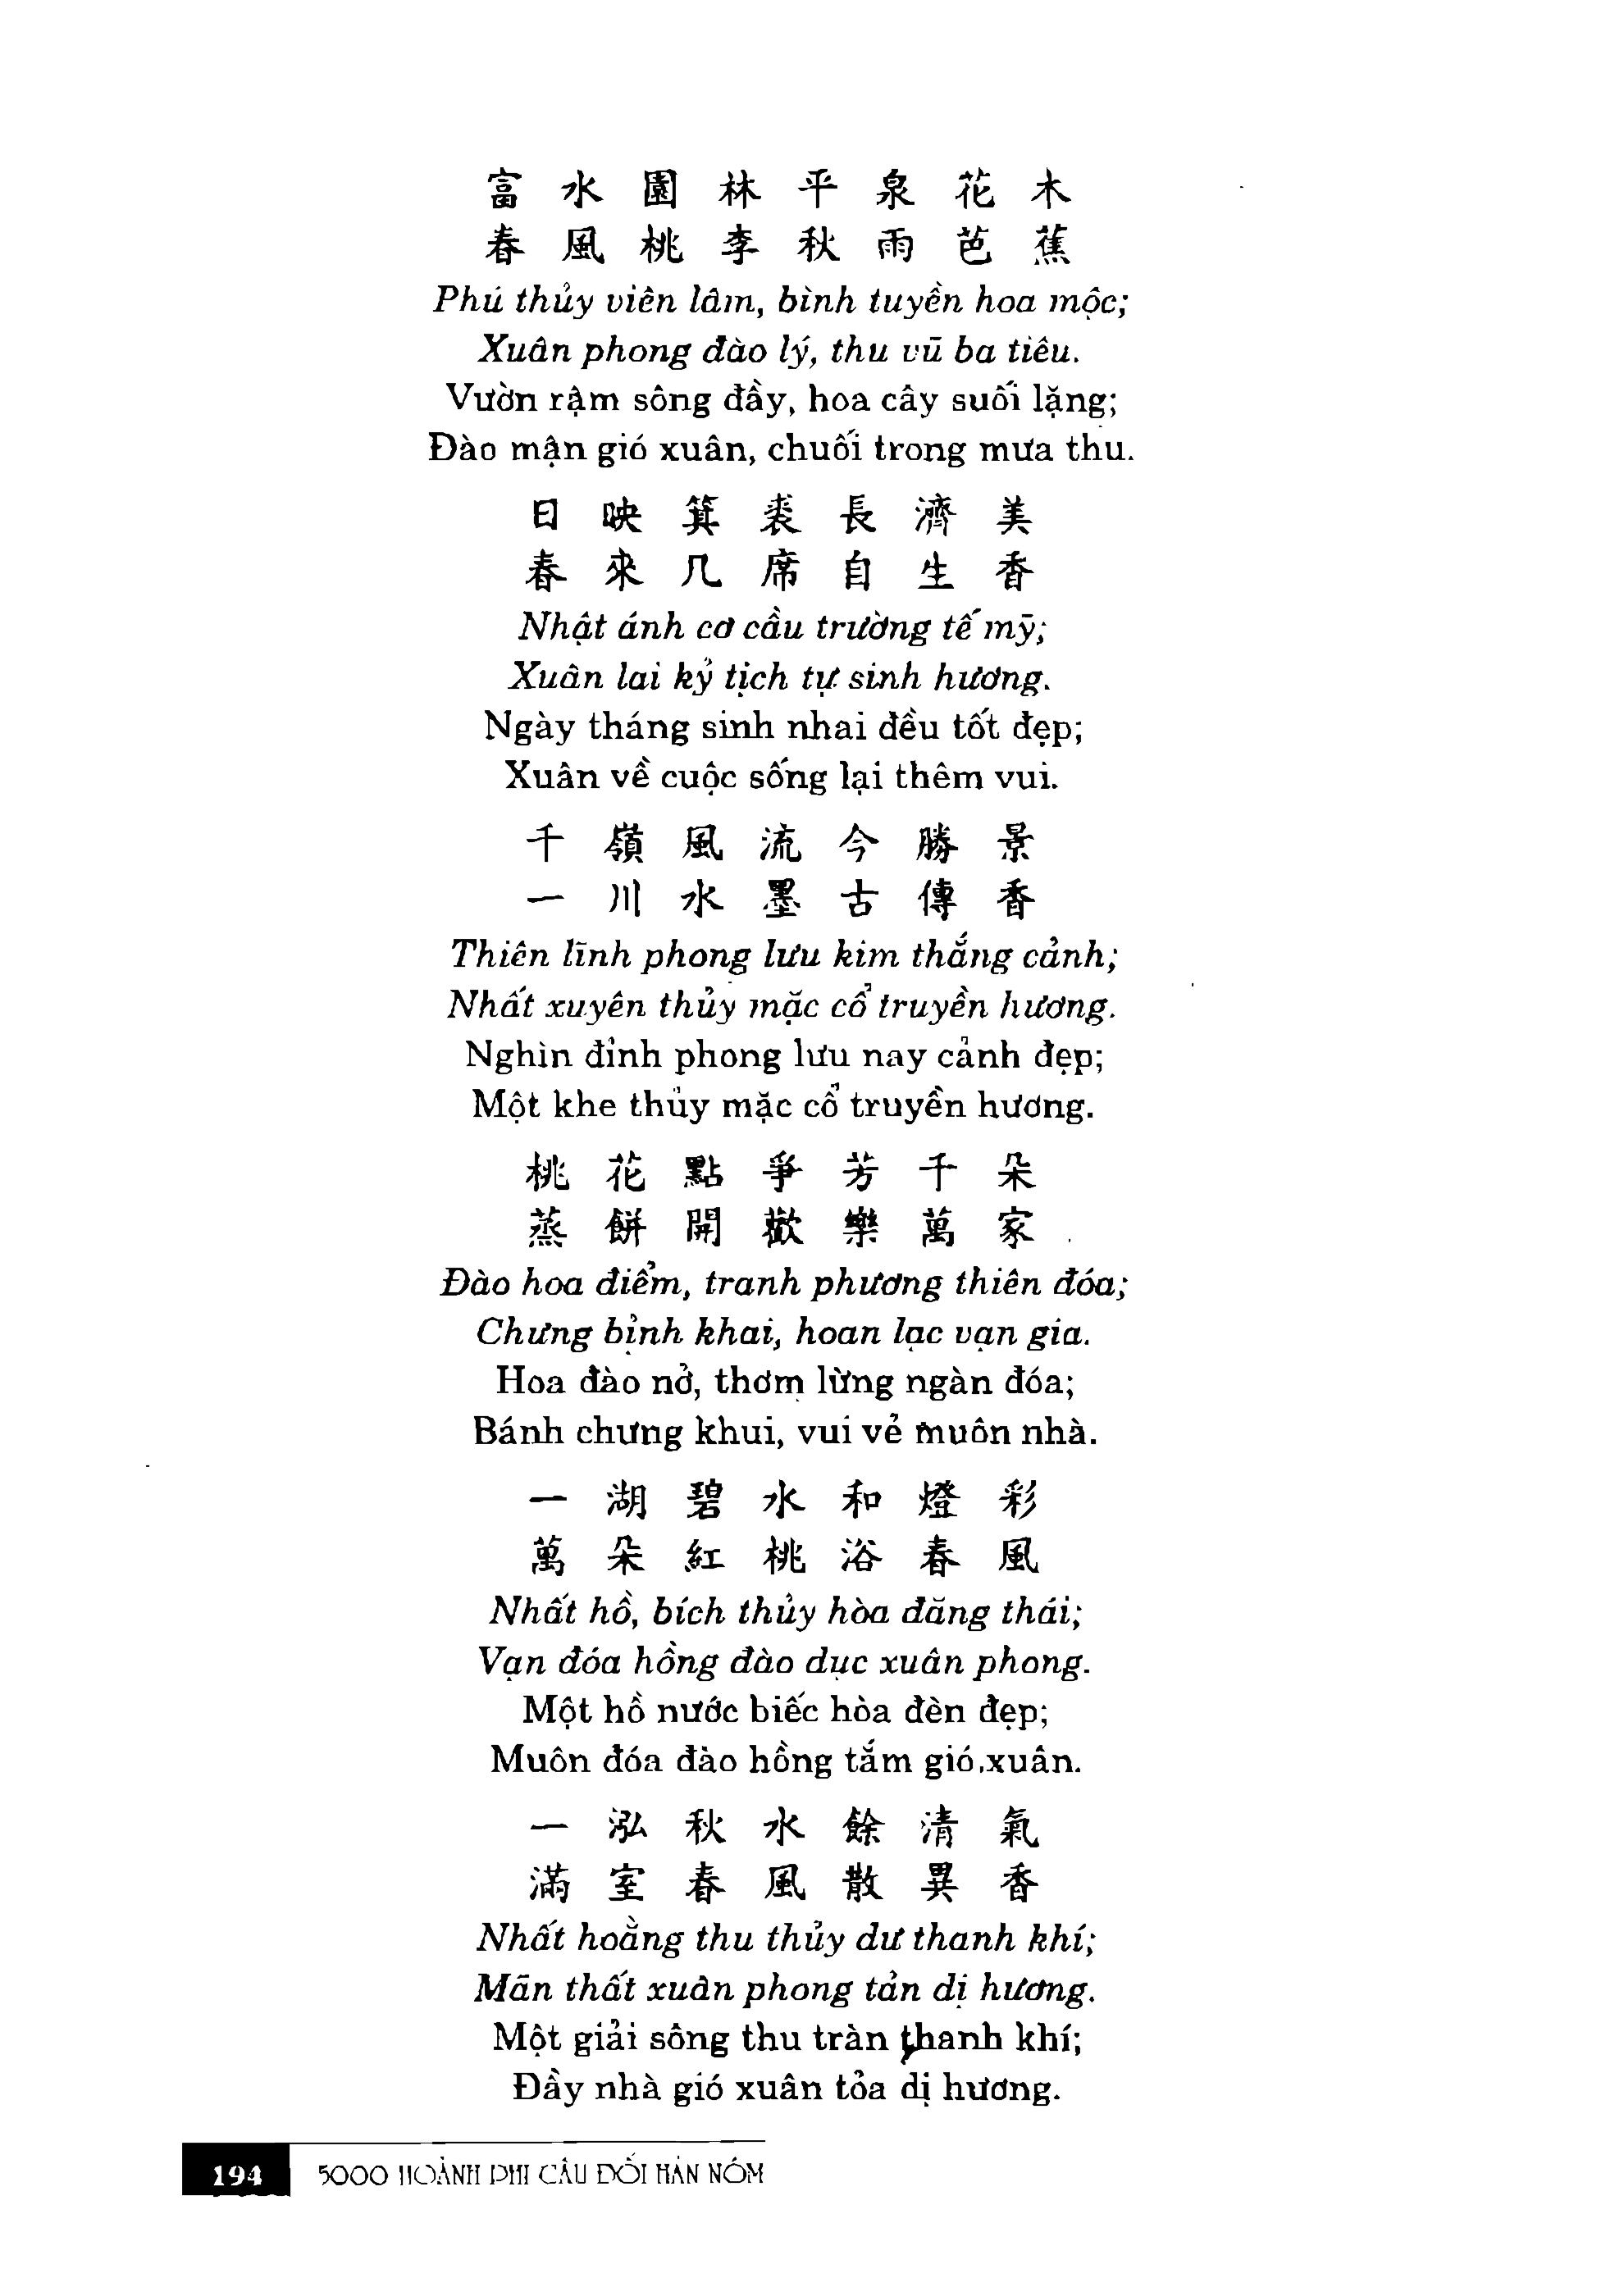 富 水 園 林 平 泉 花 木
春 風 桃 李 秋 雨 芭 蕉
Phú thủy viên lâm, bình tuyền hoa mộc;
Xuân phong đào lý, thu vũ ba tiêu.
Vườn rậm sông đầy, hoa cây suối lặng;
Đào mận gió xuân, chuối trong mưa thu.
日 映 箕 裘 長 濟 美
春 來 几 席 自 生 香
Nhật ánh cơ cầu trường tế mỹ;
Xuân lai kỷ tịch tự sinh hương.
Ngày tháng sinh nhai đều tốt đẹp;
Xuân về cuộc sống lại thêm vui.
千 嶺 風 流 今 勝 景
一 川 水 墨 古 傳 香
Thiên lĩnh phong lưu kim thắng cảnh;
Nhất xuyên thủy mặc cổ truyền hương.
Nghìn đỉnh phong lưu nay cảnh đẹp;
Một khe thủy mặc cổ truyền hương.
桃 花 點 爭 芳 千 朵
蒸 餅 開 歡 樂 萬 家
Đào hoa điểm, tranh phương thiên đóa;
Chưng bỉnh khai, hoan lạc vạn gia.
Hoa đào nở, thơm lừng ngàn đóa;
Bánh chưng khui, vui vẻ muôn nhà.
一 湖 碧 水 和 燈 彩
萬 朵 紅 桃 浴 春 風
Nhất hồ, bích thủy hòa đăng thái;
Vạn đóa hồng đào dục xuân phong.
Một hồ nước biếc hòa đèn đẹp;
Muôn đóa đào hồng tắm gió xuân.
一 泓 秋 水 餘 清 氣
滿 室 春 風 散 異 香
Nhất hoằng thu thủy dư thanh khí;
Mãn thất xuân phong tản dị hương.
Một giải sông thu tràn thanh khí;
Đầy nhà gió xuân tỏa dị hương.
194 5000 HOÀNH PHI CÂU ĐỐI HÁN NÔM